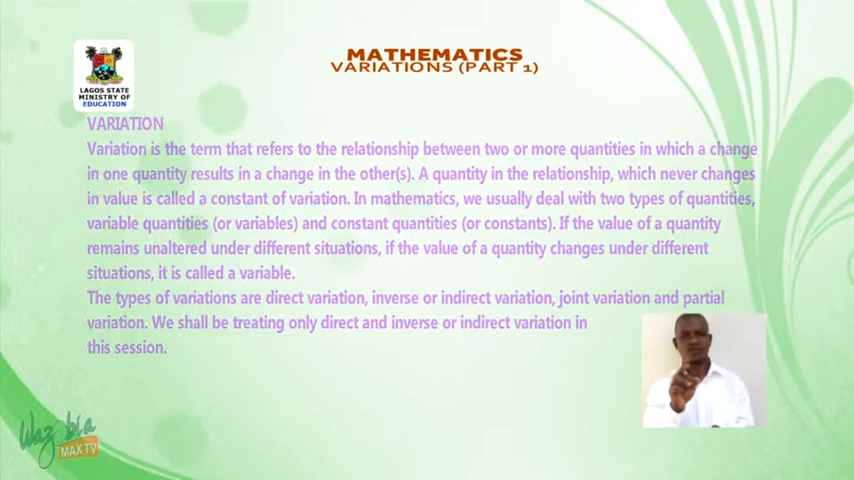 MATHEMATICS
VARIATIONS (PART 1)
LAGOS STATE
MINISTRY OF
EDUCATION
VARIATION
Variation is the term that refers to the relationship between two or more quantities in which a change
in one quantity results in a change in the other(s). A quantity in the relationship, which never changes
in value is called a constant of variation. In mathematics, we usually deal with two types of quantities,
variable quantities (or variables) and constant quantities (or constants). If the value of a quantity
remains unaltered under different situations, if the value of a quantity changes under different
situations, it is called a variable.
The types of variations are direct variation, inverse or indirect variation, joint variation and partial
variation. We shall be treating only direct and inverse or indirect variation in
this session.
Wazobia
MAX TV